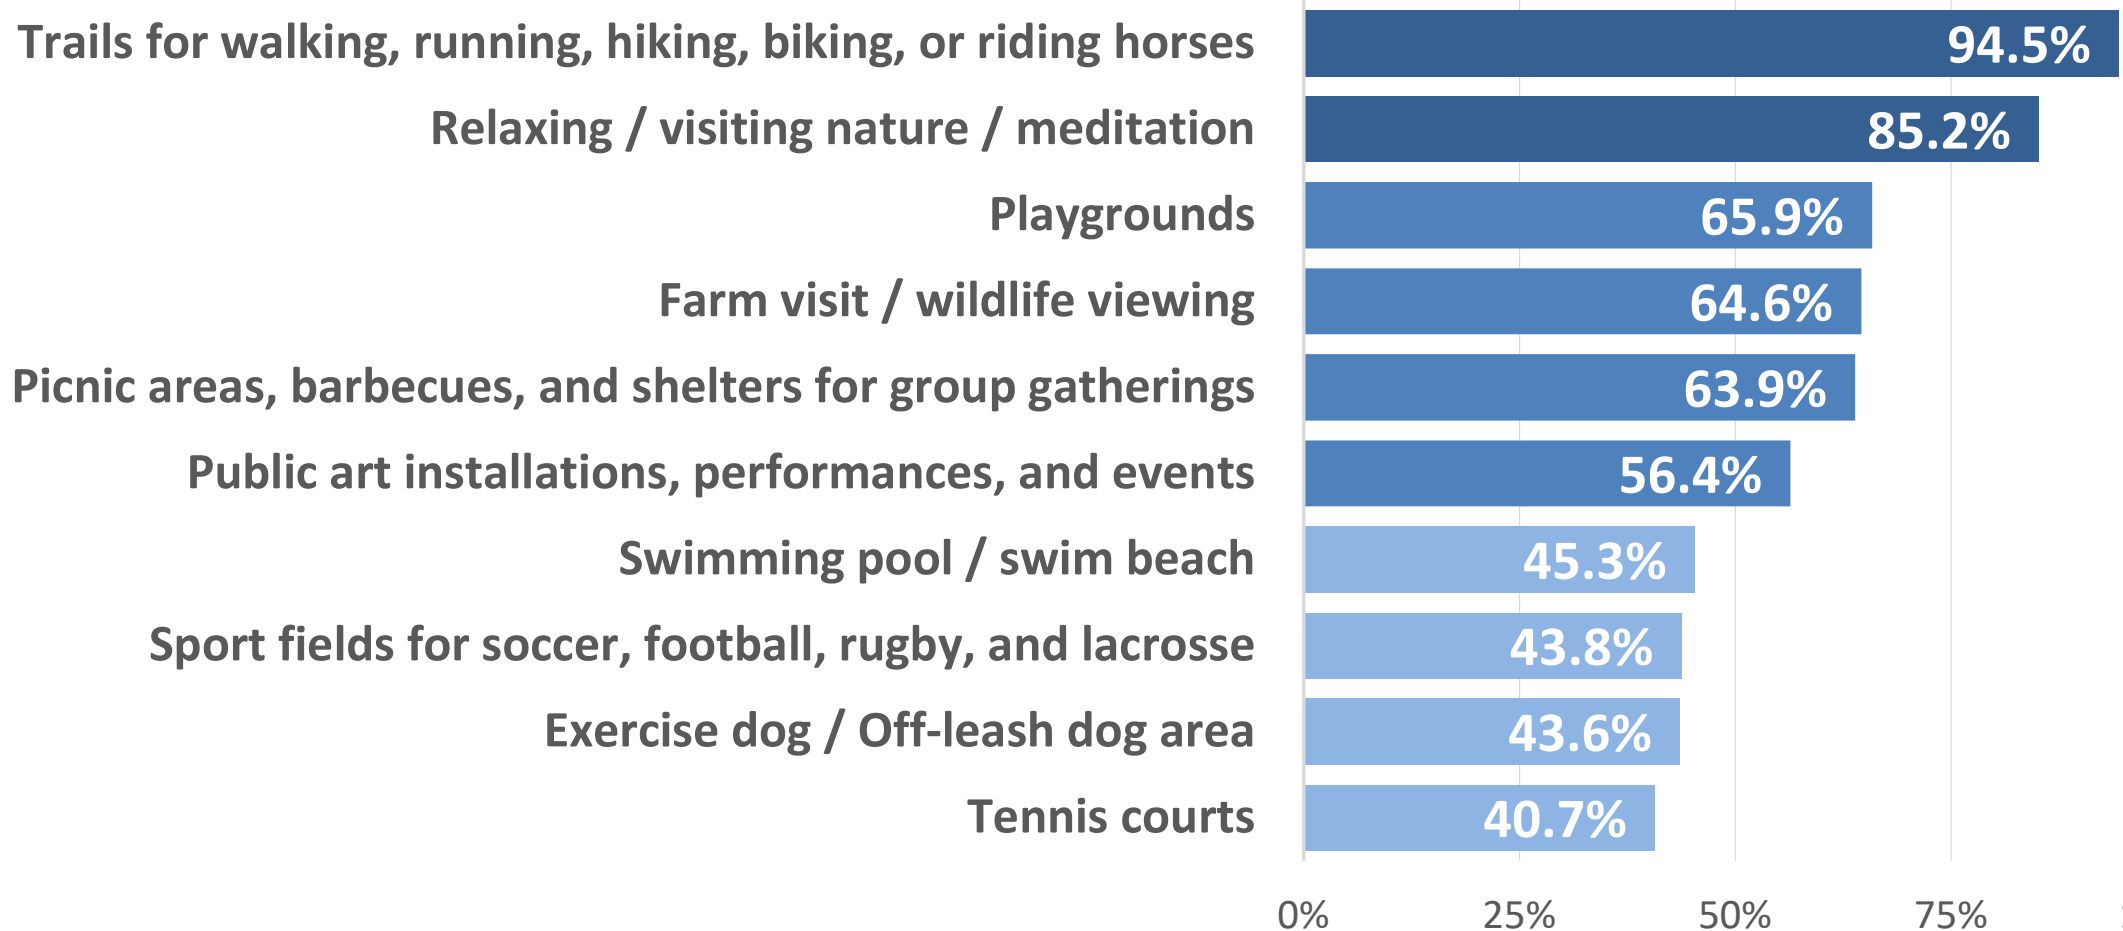 Trails for walking, running, hiking, biking, or riding horses 94.5%
Relaxing / visiting nature / meditation 85.2%
Playgrounds 65.9%
Farm visit / wildlife viewing 64.6%
Picnic areas, barbecues, and shelters for group gatherings 63.9%
Public art installations, performances, and events 56.4%
Swimming pool / swim beach 45.3%
Sport fields for soccer, football, rugby, and lacrosse 43.8%
Exercise dog / Off-leash dog area 43.6%
Tennis courts 40.7%
0% 25% 50% 75%